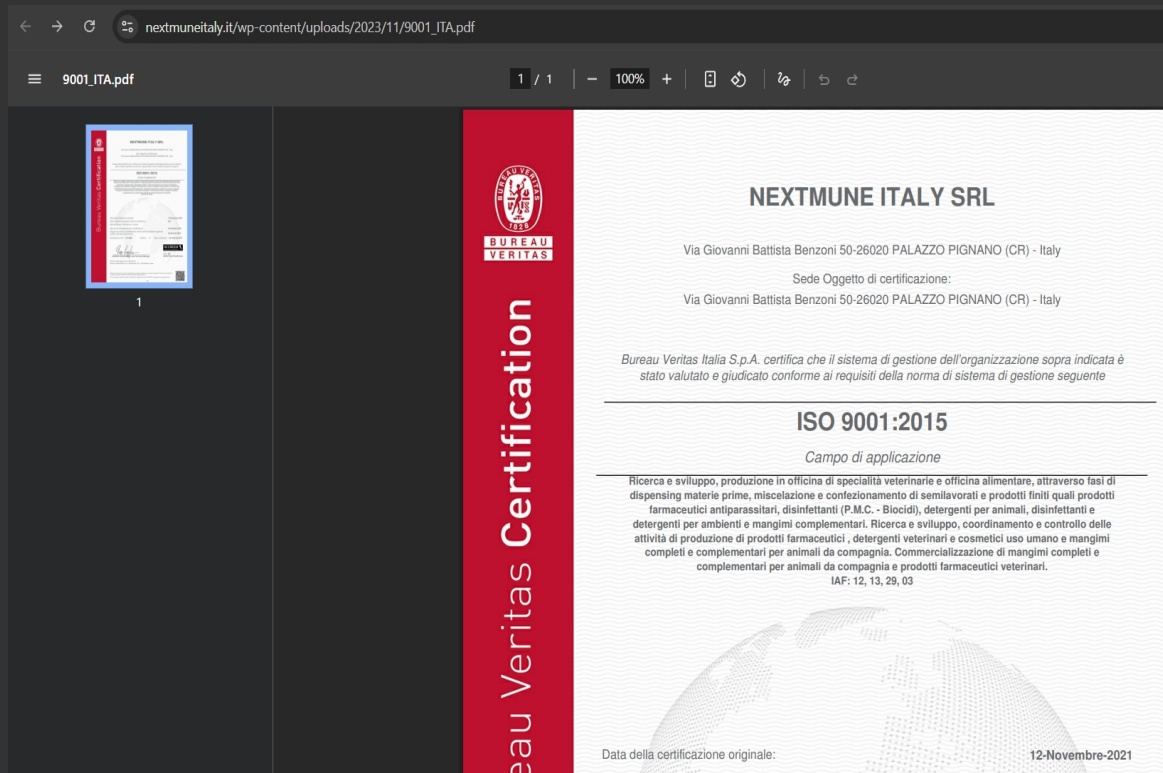 nextmuneitaly.it/wp-content/uploads/2023/11/9001_ITA.pdf
9001_ITA.pdf
1 / 1
100%
1
BUREAU VERITAS
1828
BUREAU
VERITAS
eau Veritas Certification
NEXTMUNE ITALY SRL
Via Giovanni Battista Benzoni 50-26020 PALAZZO PIGNANO (CR) - Italy
Sede Oggetto di certificazione:
Via Giovanni Battista Benzoni 50-26020 PALAZZO PIGNANO (CR) - Italy
Bureau Veritas Italia S.p.A. certifica che il sistema di gestione dell'organizzazione sopra indicata è
stato valutato e giudicato conforme ai requisiti della norma di sistema di gestione seguente
ISO 9001:2015
Campo di applicazione
Ricerca e sviluppo, produzione in officina di specialità veterinarie e officina alimentare, attraverso fasi di
dispensing materie prime, miscelazione e confezionamento di semilavorati e prodotti finiti quali prodotti
farmaceutici antiparassitari, disinfettanti (P.M.C. - Biocidi), detergenti per animali, disinfettanti e
detergenti per ambienti e mangimi complementari. Ricerca e sviluppo, coordinamento e controllo delle
attività di produzione di prodotti farmaceutici , detergenti veterinari e cosmetici uso umano e mangimi
completi e complementari per animali da compagnia. Commercializzazione di mangimi completi e
complementari per animali da compagnia e prodotti farmaceutici veterinari.
IAF: 12, 13, 29, 03
Data della certificazione originale:
12-Novembre-2021